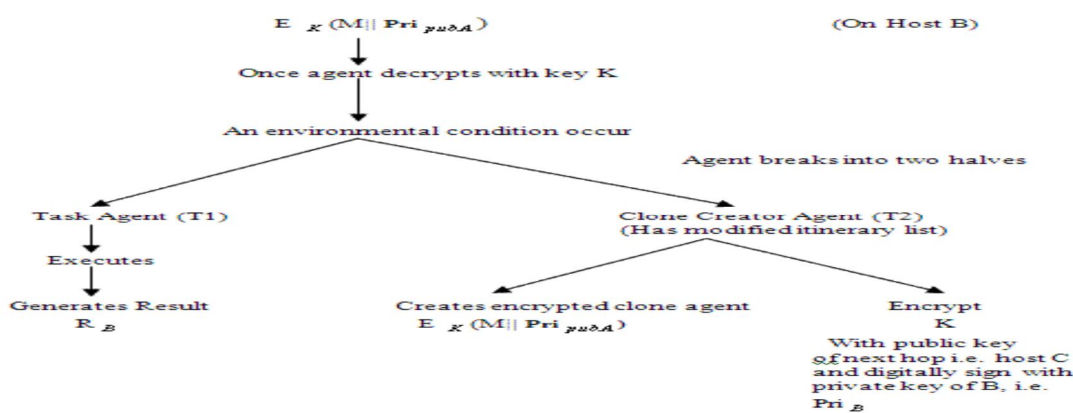 E K (M|| Pri pubA)
(On Host B)
Once agent decrypts with key K
An environmental condition occur
Agent breaks into two halves
Task Agent (T1)
Clone Creator Agent (T2)
(Has modified itinerary list)
Executes
Generates Result
R B
Creates encrypted clone agent
E K (M|| Pri pubA)
Encrypt
K
With public key
of next hop i.e. host C
and digitally sign with
private key of B, i.e.
Pri B